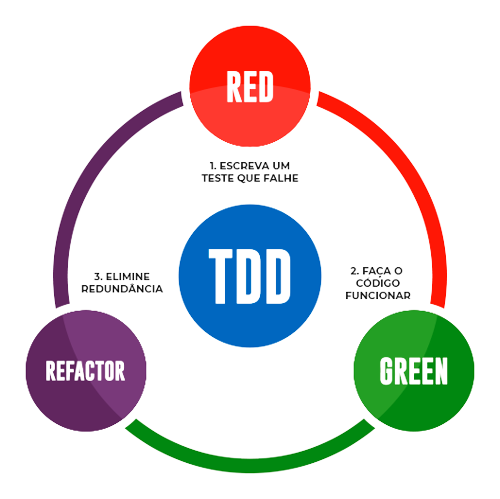 RED
1. ESCREVA UM
TESTE QUE FALHE
TDD
2. FAÇA O
CÓDIGO
FUNCIONAR
3. ELIMINE
REDUNDÂNCIA
GREEN
REFACTOR